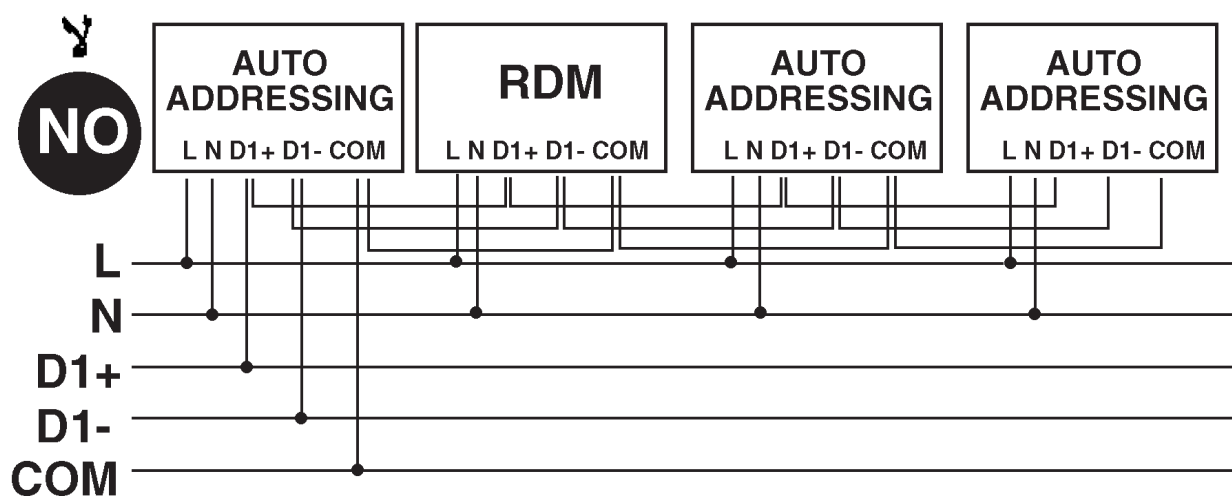 NO
AUTO
ADDRESSING
L N D1+ D1- COM
RDM
L N D1+ D1- COM
AUTO
ADDRESSING
L N D1+ D1- COM
AUTO
ADDRESSING
L N D1+ D1- COM
L
N
D1+
D1-
COM